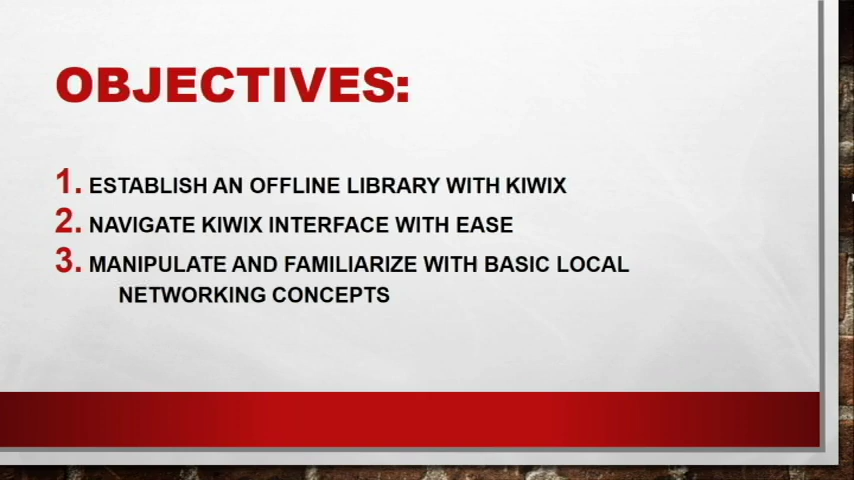 OBJECTIVES:
1. ESTABLISH AN OFFLINE LIBRARY WITH KIWIX
2. NAVIGATE KIWIX INTERFACE WITH EASE
3. MANIPULATE AND FAMILIARIZE WITH BASIC LOCAL
NETWORKING CONCEPTS